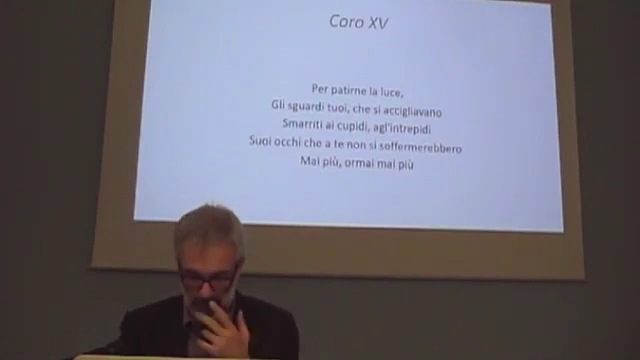 Coro XV
Per patirne la luce,
Gli sguardi tuoi, che si accigliavano
Smarriti ai cupidi, agl'intrepidi
Suoi occhi che a te non si soffermerebbero
Mai più, ormai mai più